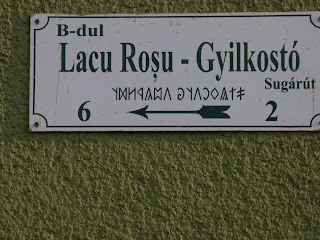 B-dul
Lacu Roșu - Gyilkostó
Sugárút
6 2